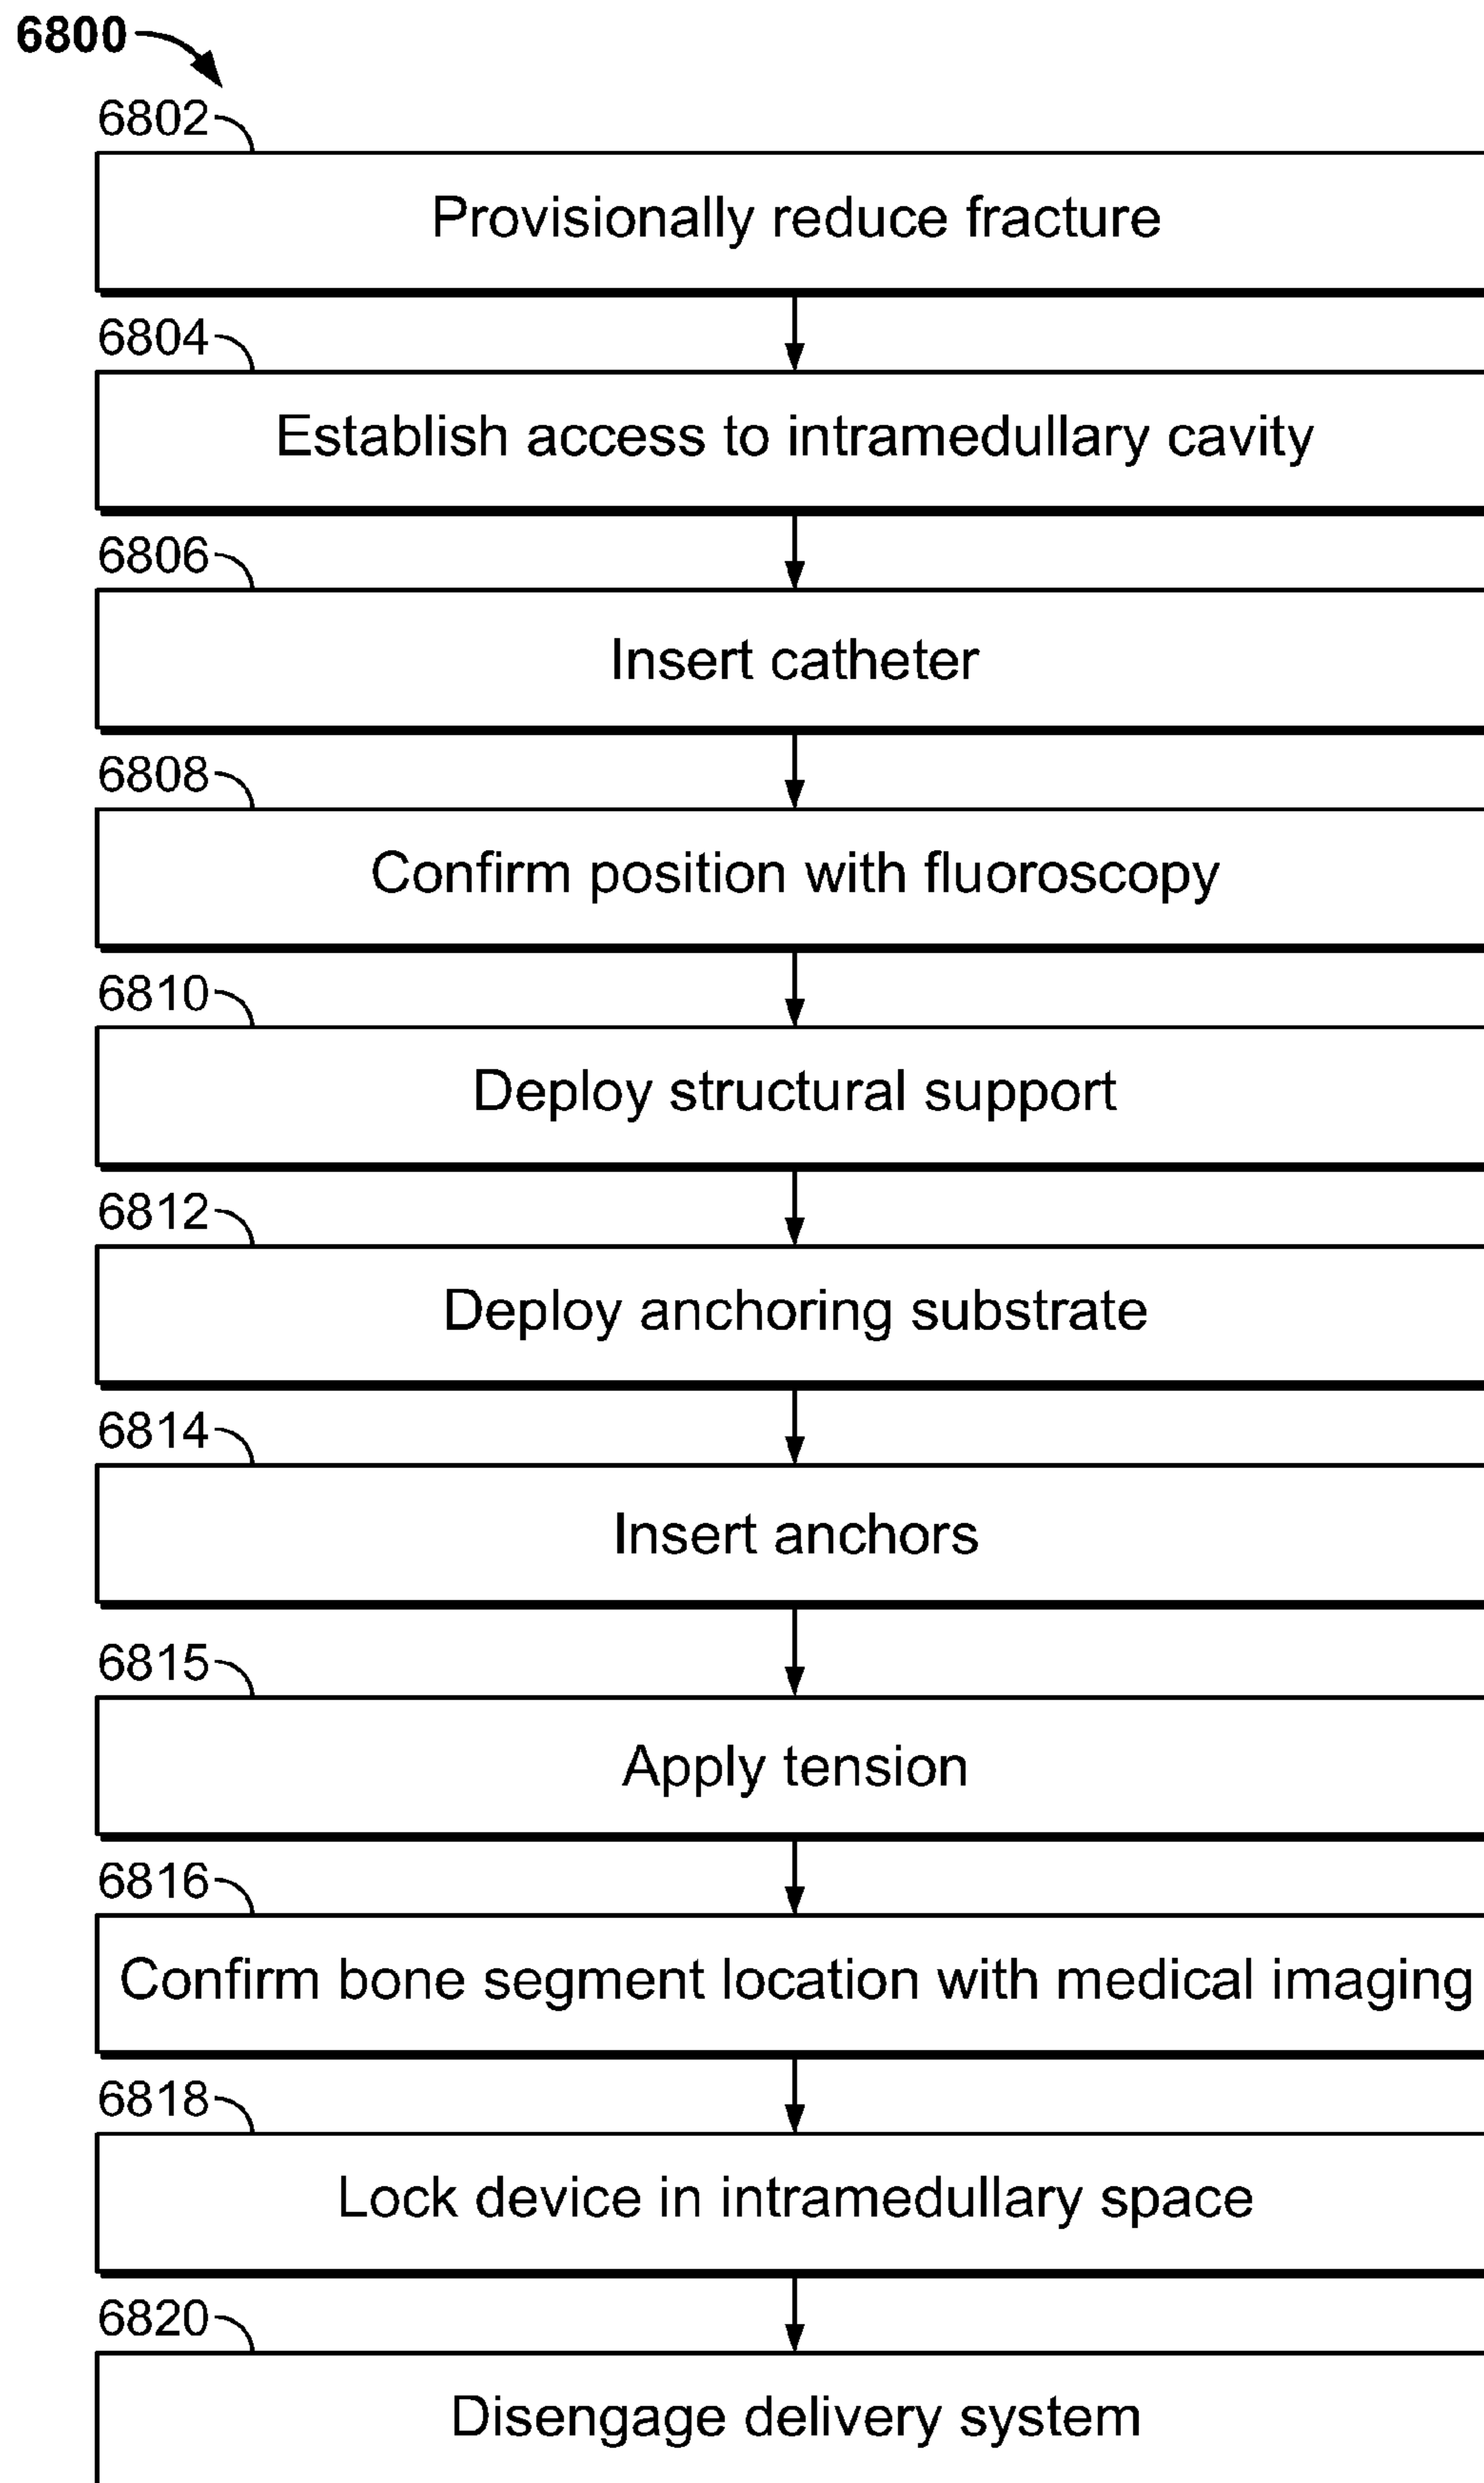 6800
6802
Provisionally reduce fracture
6804
Establish access to intramedullary cavity
6806
Insert catheter
6808
Confirm position with fluoroscopy
6810
Deploy structural support
6812
Deploy anchoring substrate
6814
Insert anchors
6815
Apply tension
6816
Confirm bone segment location with medical imaging
6818
Lock device in intramedullary space
6820
Disengage delivery system